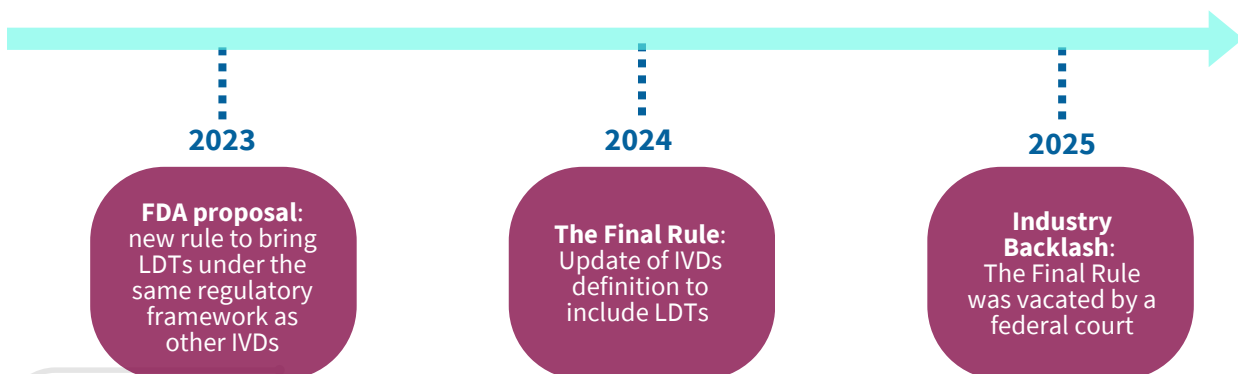 2023
FDA proposal:
new rule to bring
LDTs under the
same regulatory
framework as
other IVDs
2024
The Final Rule:
Update of IVDs
definition to
include LDTs
2025
Industry
Backlash:
The Final Rule
was vacated by a
federal court